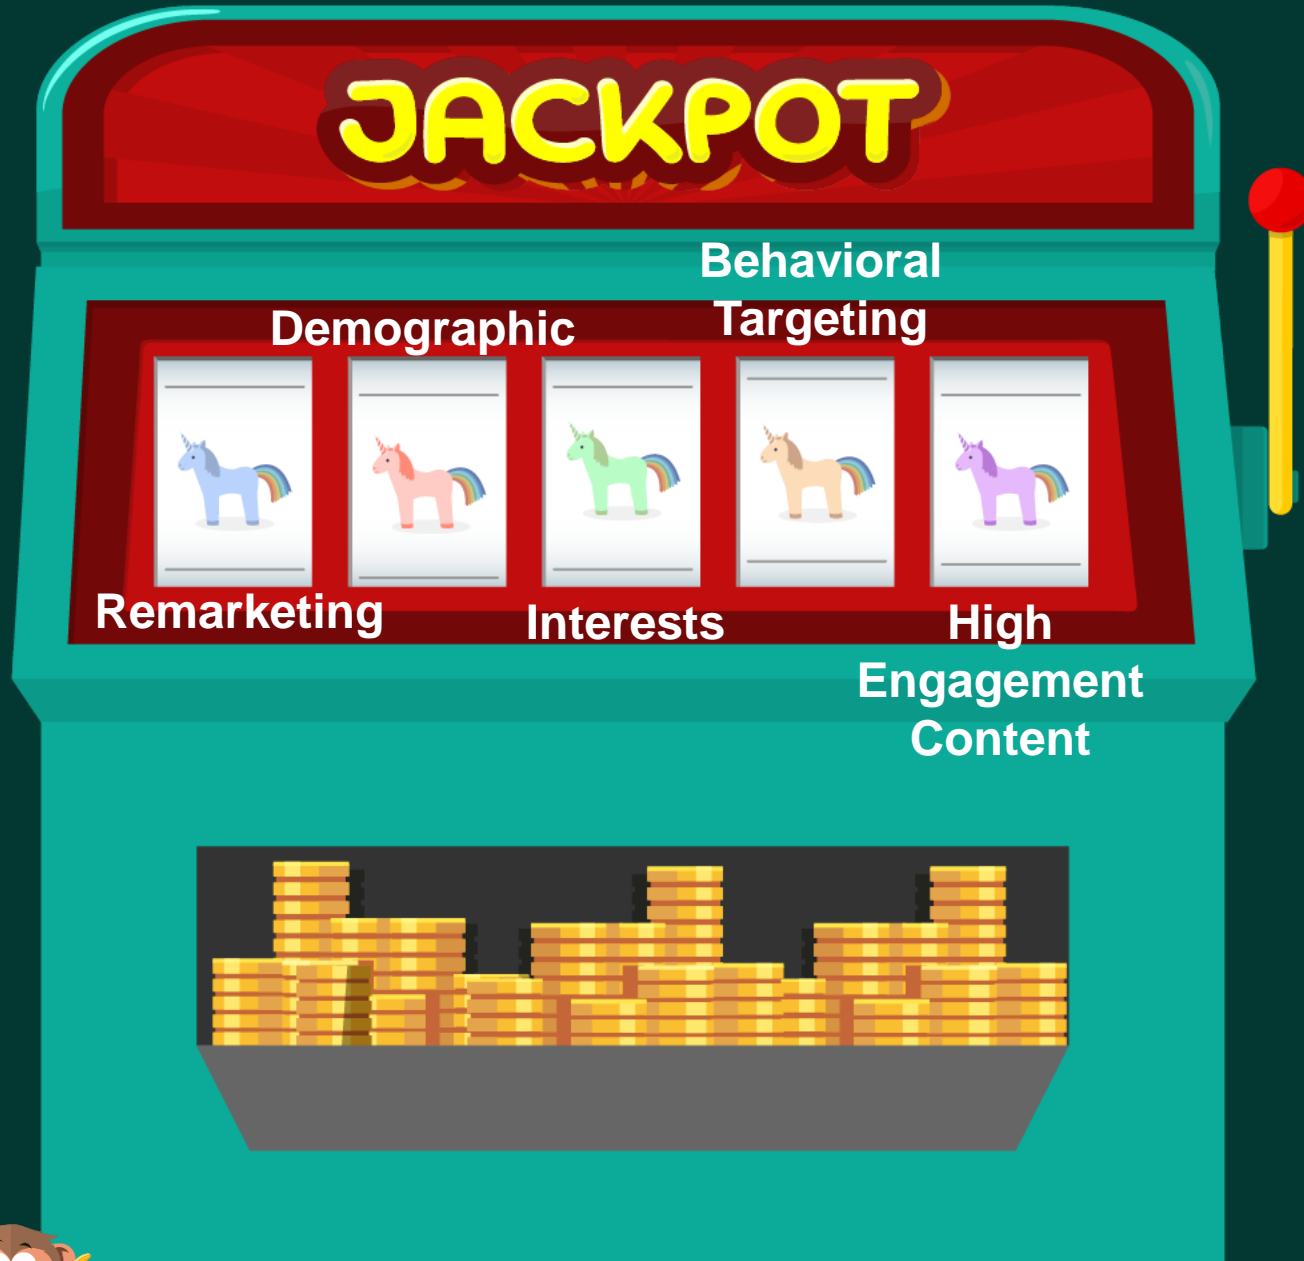 JACKPOT
Behavioral
Targeting
Demographic
Remarketing
Interests
High
Engagement
Content